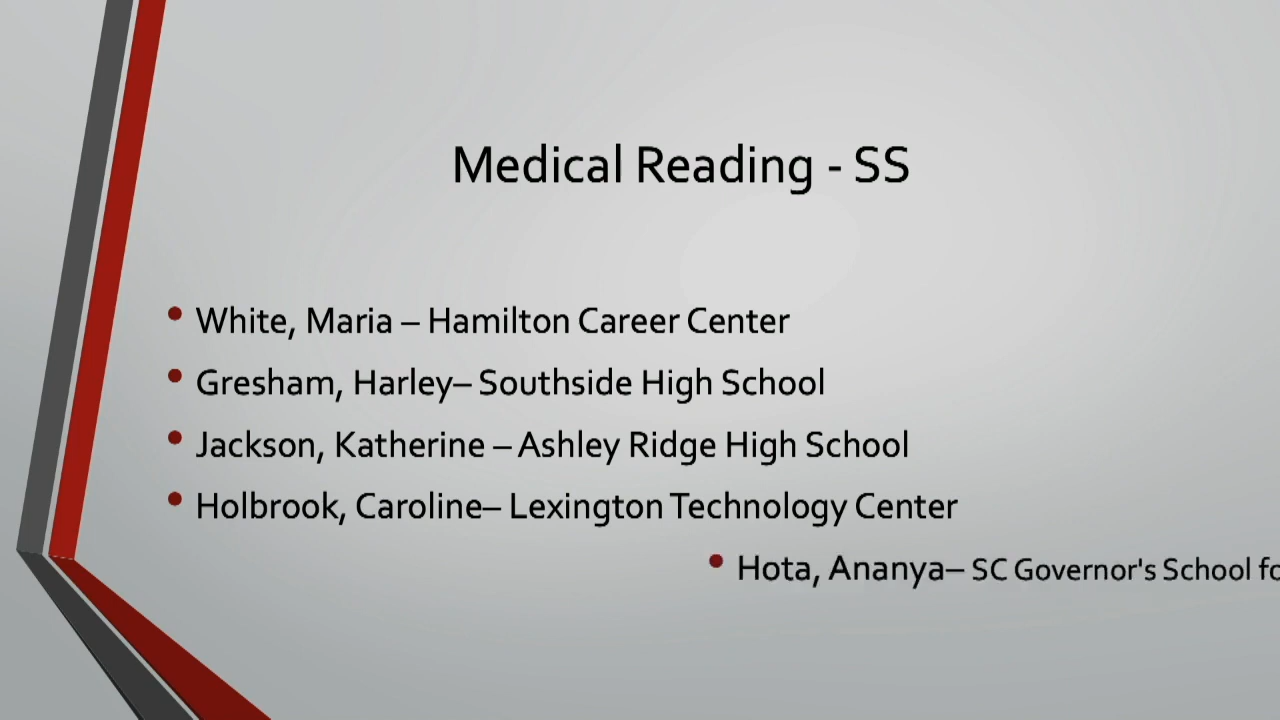 Medical Reading - SS
• White, Maria – Hamilton Career Center
• Gresham, Harley– Southside High School
• Jackson, Katherine – Ashley Ridge High School
• Holbrook, Caroline– Lexington Technology Center
• Hota, Ananya– SC Governor's School